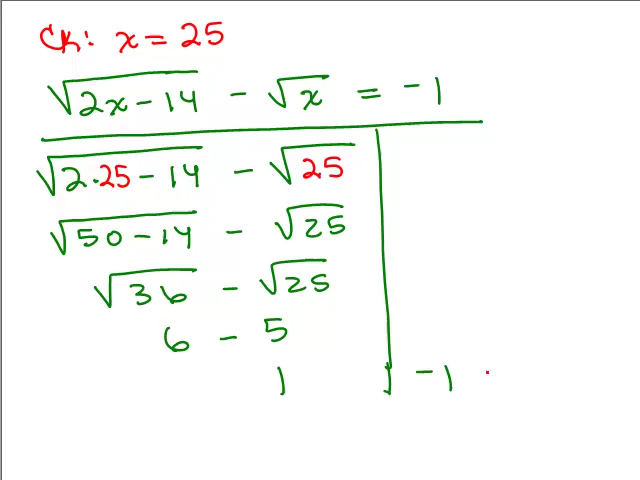 Ck: x = 25
√(2x - 14) - √x = -1
√(2·25 - 14) - √25
√(50 - 14) - √25
√36 - √25
6 - 5
1 -1